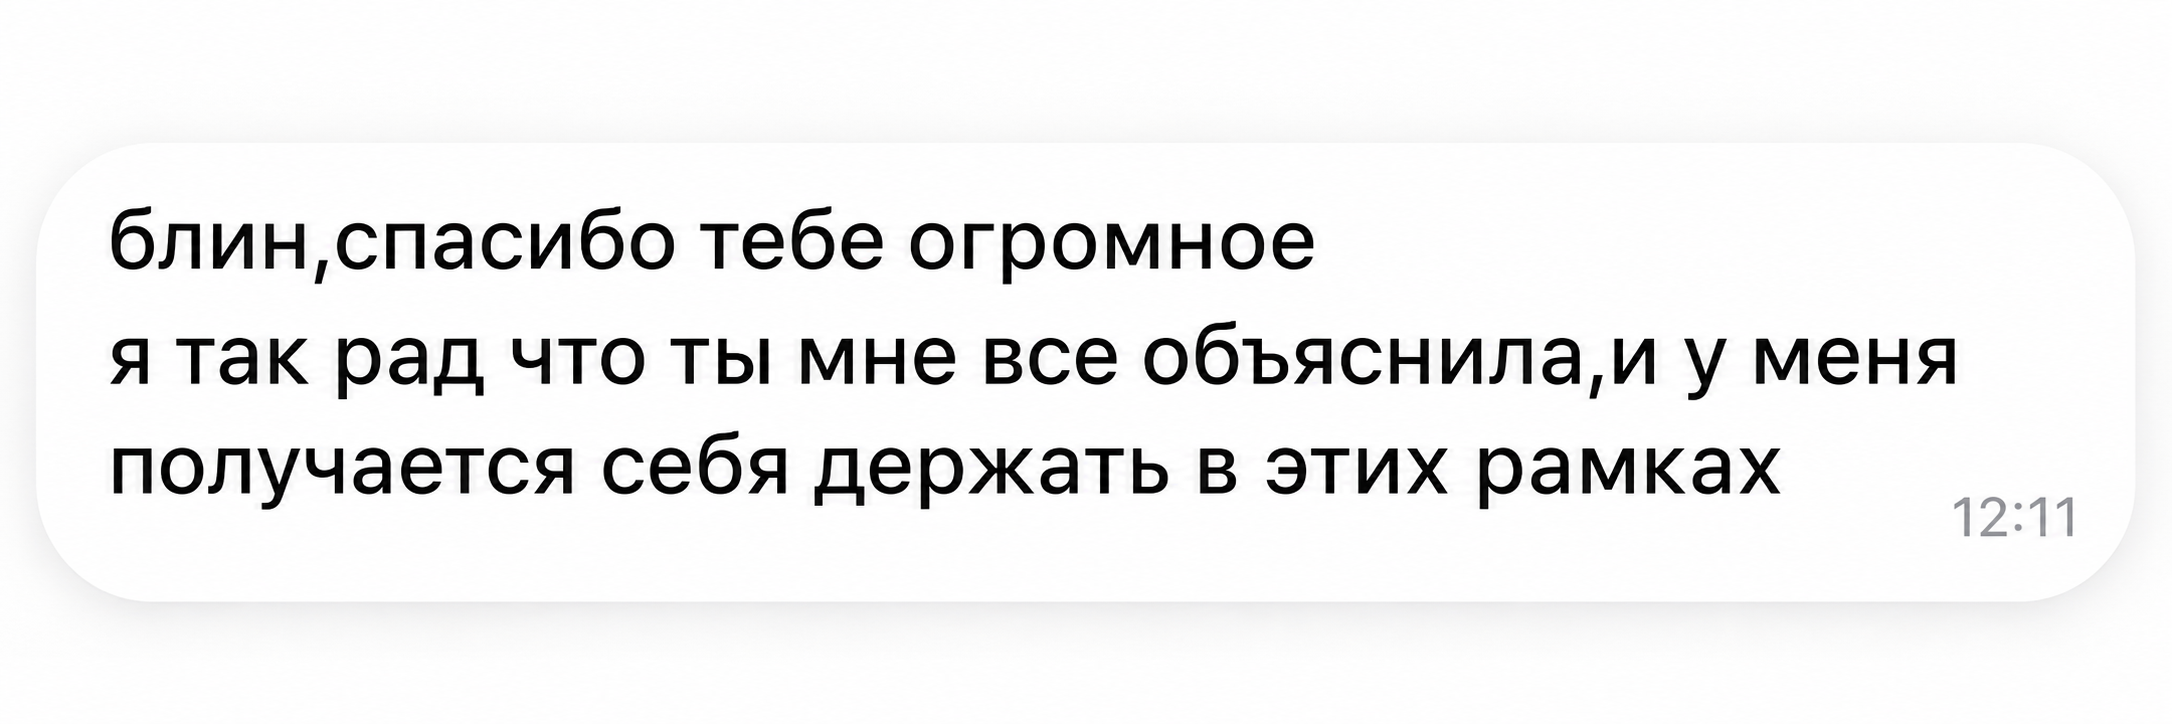 блин,спасибо тебе огромное
я так рад что ты мне все объяснила,и у меня
получается себя держать в этих рамках
12:11